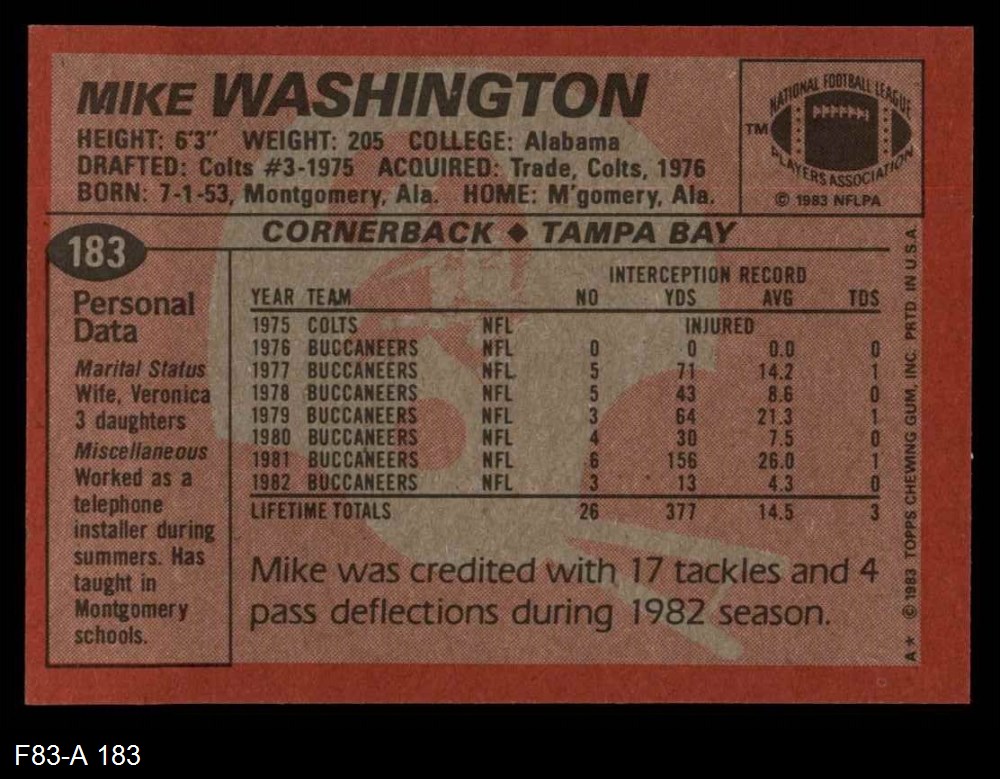 MIKE WASHINGTON
HEIGHT: 6'3" WEIGHT: 205 COLLEGE: Alabama
DRAFTED: Colts #3-1975 ACQUIRED: Trade, Colts, 1976
BORN: 7-1-53, Montgomery, Ala. HOME: M'gomery, Ala.
NATIONAL FOOTBALL LEAGUE
TM
PLAYERS ASSOCIATION
© 1983 NFLPA
183
CORNERBACK ◆ TAMPA BAY
Personal
Data
Marital Status
Wife, Veronica
3 daughters
Miscellaneous
Worked as a
telephone
installer during
summers. Has
taught in
Montgomery
schools.
INTERCEPTION RECORD
YEAR TEAM NO YDS AVG TDS
1975 COLTS NFL INJURED
1976 BUCCANEERS NFL 0 0 0.0 0
1977 BUCCANEERS NFL 5 71 14.2 1
1978 BUCCANEERS NFL 5 43 8.6 0
1979 BUCCANEERS NFL 3 64 21.3 1
1980 BUCCANEERS NFL 4 30 7.5 0
1981 BUCCANEERS NFL 6 156 26.0 1
1982 BUCCANEERS NFL 3 13 4.3 0
LIFETIME TOTALS 26 377 14.5 3
Mike was credited with 17 tackles and 4
pass deflections during 1982 season.
A* © 1983 TOPPS CHEWING GUM, INC. PRTD. IN U.S.A.
F83-A 183